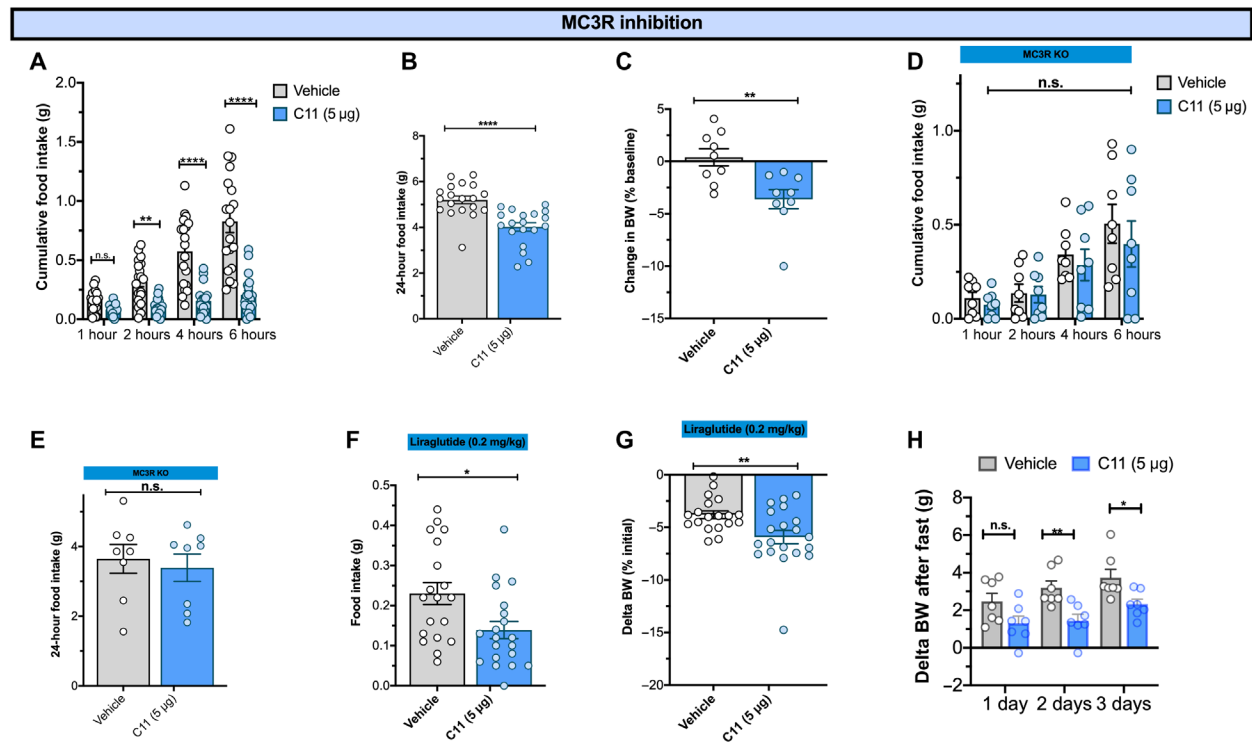 MC3R inhibition
A
Cumulative food intake (g)
2.0
1.5
1.0
0.5
0.0
n.s.
**
****
****
1 hour 2 hours 4 hours 6 hours
Vehicle
C11 (5 µg)
B
24-hour food intake (g)
8
6
4
2
0
****
Vehicle
C11 (5 µg)
C
Change in BW (% baseline)
5
0
−5
−10
−15
**
Vehicle
C11 (5 µg)
D
MC3R KO
n.s.
Cumulative food intake (g)
1.0
0.5
0.0
1 hour 2 hours 4 hours 6 hours
Vehicle
C11 (5 µg)
E
MC3R KO
n.s.
24-hour food intake (g)
4
2
0
Vehicle
C11 (5 µg)
F
Liraglutide (0.2 mg/kg)
*
Food intake (g)
0.5
0.4
0.3
0.2
0.1
0.0
Vehicle
C11 (5 µg)
G
Liraglutide (0.2 mg/kg)
**
Delta BW (% initial)
0
−5
−10
−15
−20
Vehicle
C11 (5 µg)
H
Vehicle C11 (5 µg)
Delta BW after fast (g)
8
6
4
2
0
−2
n.s.
**
*
1 day 2 days 3 days